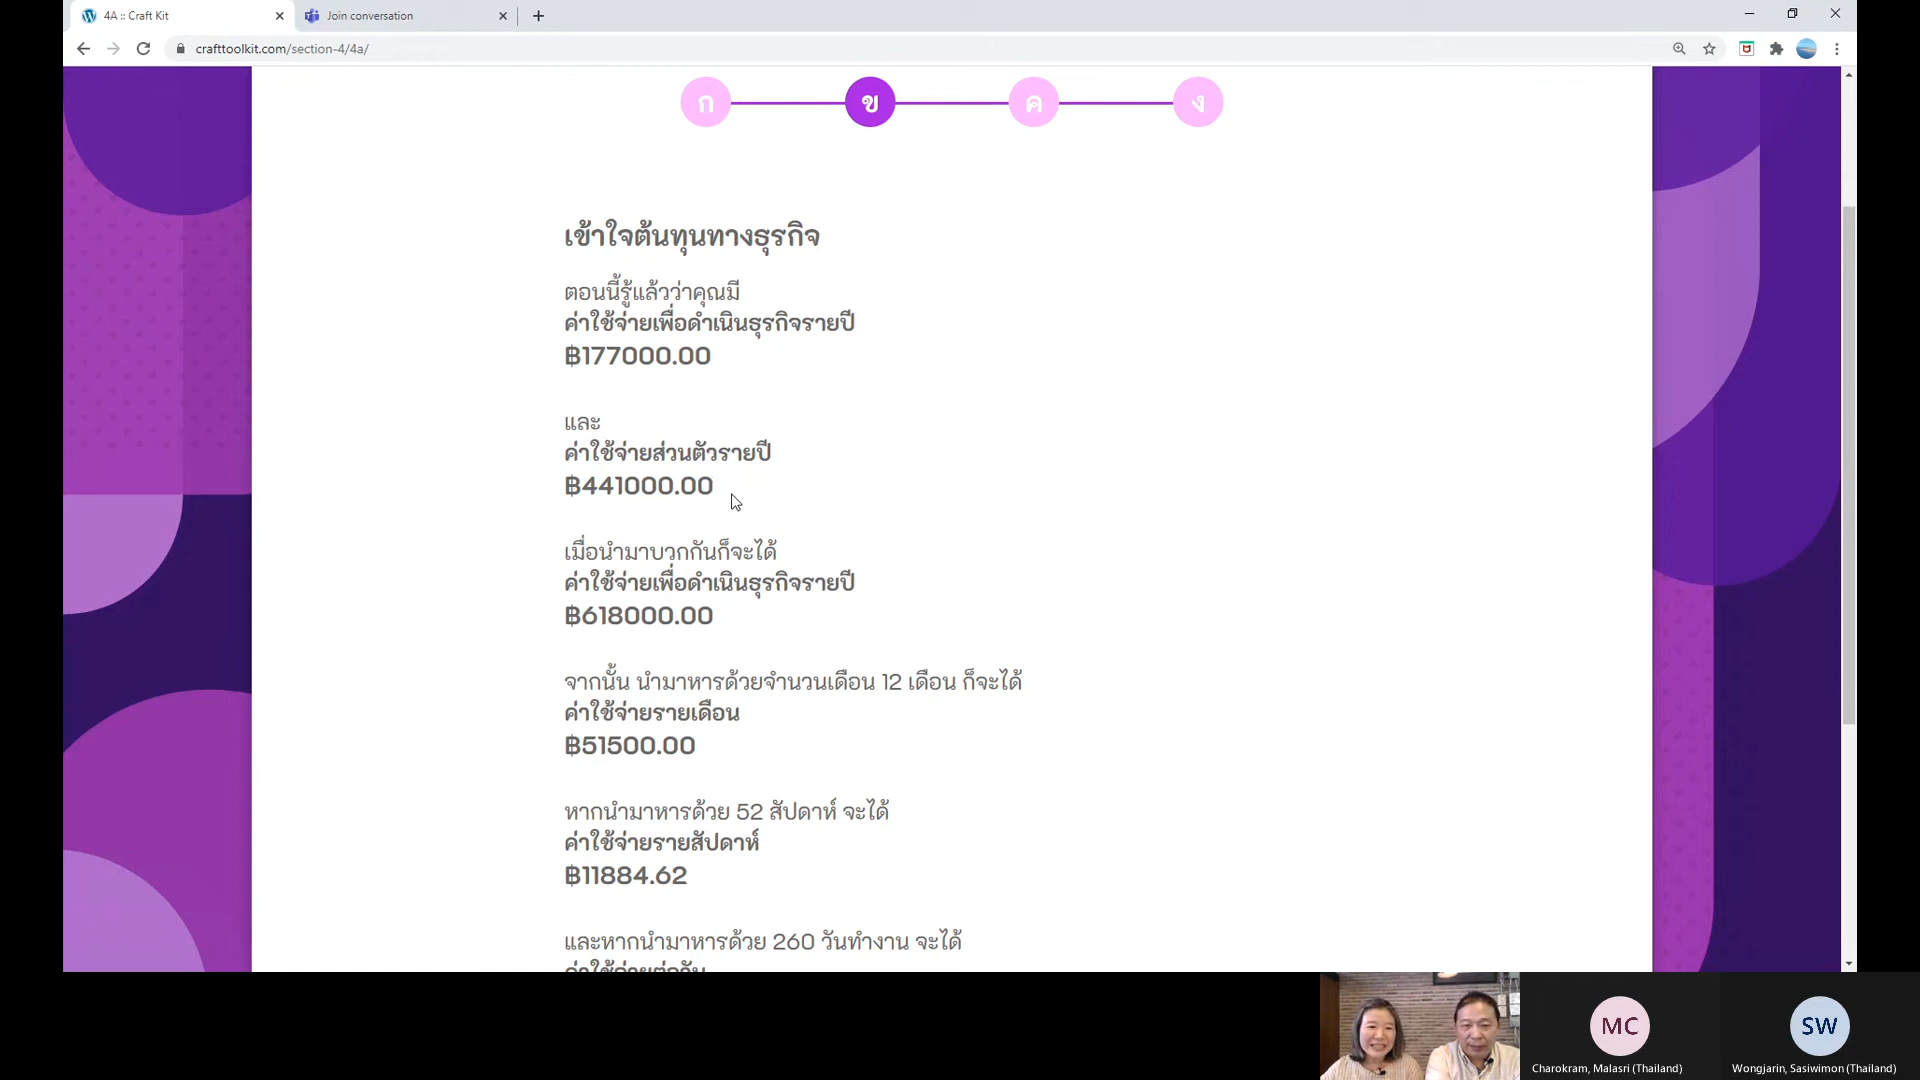 4A :: Craft Kit
Join conversation
crafttoolkit.com/section-4/4a/
ก ข ค ง
เข้าใจต้นทุนทางธุรกิจ
ตอนนี้รู้แล้วว่าคุณมี
ค่าใช้จ่ายเพื่อดำเนินธุรกิจรายปี
฿177000.00
และ
ค่าใช้จ่ายส่วนตัวรายปี
฿441000.00
เมื่อนำมาบวกกันก็จะได้
ค่าใช้จ่ายเพื่อดำเนินธุรกิจรายปี
฿618000.00
จากนั้น นำมาหารด้วยจำนวนเดือน 12 เดือน ก็จะได้
ค่าใช้จ่ายรายเดือน
฿51500.00
หากนำมาหารด้วย 52 สัปดาห์ จะได้
ค่าใช้จ่ายรายสัปดาห์
฿11884.62
และหากนำมาหารด้วย 260 วันทำงาน จะได้
ค่าใช้จ่ายต่อวัน
MC
SW
Charokram, Malasri (Thailand)
Wongjarin, Sasiwimon (Thailand)